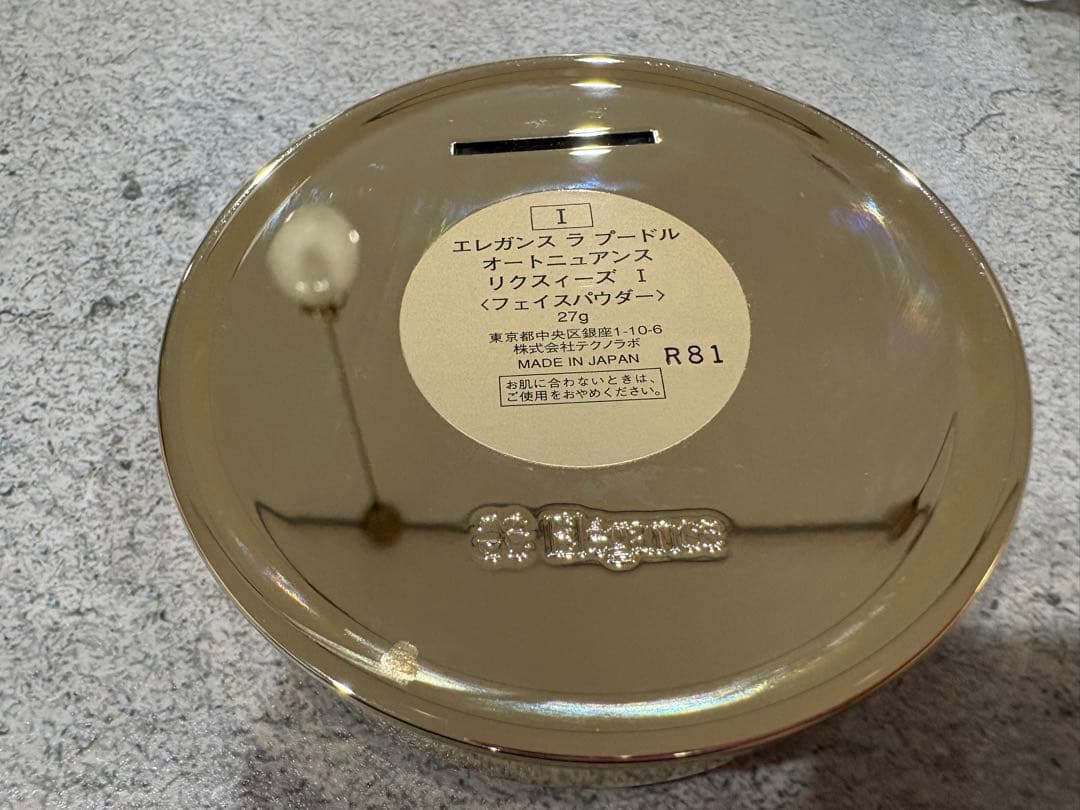 I
エレガンス ラ プードル
オートニュアンス
リクスィーズ I
〈フェイスパウダー〉
27g
東京都中央区銀座1-10-6
株式会社テクノラボ
MADE IN JAPAN R81
お肌に合わないときは、
ご使用をおやめください。
Elégance